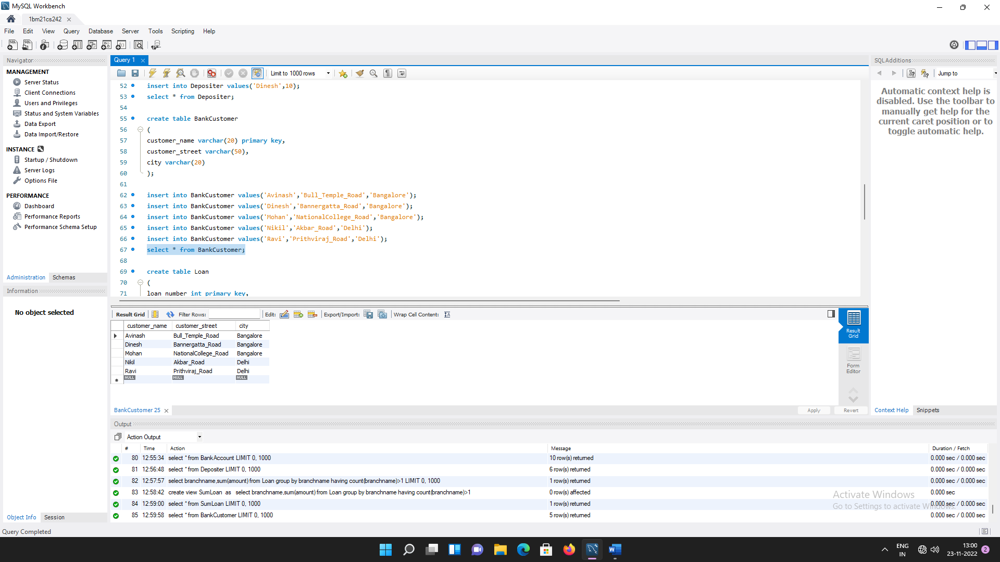 MySQL Workbench
1bm21cs242
File Edit View Query Database Server Tools Scripting Help
Navigator
MANAGEMENT
Server Status
Client Connections
Users and Privileges
Status and System Variables
Data Export
Data Import/Restore
INSTANCE
Startup / Shutdown
Server Logs
Options File
PERFORMANCE
Dashboard
Performance Reports
Performance Schema Setup
Administration Schemas
Information
No object selected
Object Info Session
Query 1
Limit to 1000 rows
52 insert into Depositer values('Dinesh',10);
53 select * from Depositer;
54
55 create table BankCustomer
56 (
57 customer_name varchar(20) primary key,
58 customer_street varchar(50),
59 city varchar(20)
60 );
61
62 insert into BankCustomer values('Avinash','Bull_Temple_Road','Bangalore');
63 insert into BankCustomer values('Dinesh','Bannergatta_Road','Bangalore');
64 insert into BankCustomer values('Mohan','NationalCollege_Road','Bangalore');
65 insert into BankCustomer values('Nikil','Akbar_Road','Delhi');
66 insert into BankCustomer values('Ravi','Prithviraj_Road','Delhi');
67 select * from BankCustomer;
68
69 create table Loan
70 (
71 loan_number int primary key,
Result Grid Filter Rows: Edit: Export/Import: Wrap Cell Content:
customer_name customer_street city
Avinash Bull_Temple_Road Bangalore
Dinesh Bannergatta_Road Bangalore
Mohan NationalCollege_Road Bangalore
Nikil Akbar_Road Delhi
Ravi Prithviraj_Road Delhi
NULL NULL NULL
Result
Grid
Form
Editor
BankCustomer 25
Apply Revert
SQLAdditions
Jump to
Automatic context help is
disabled. Use the toolbar to
manually get help for the
current caret position or to
toggle automatic help.
Context Help Snippets
Output
Action Output
# Time Action Message Duration / Fetch
80 12:55:34 select * from BankAccount LIMIT 0, 1000 10 row(s) returned 0.000 sec / 0.000 sec
81 12:56:48 select * from Depositer LIMIT 0, 1000 6 row(s) returned 0.000 sec / 0.000 sec
82 12:57:57 select branchname,sum(amount) from Loan group by branchname having count(branchname)>1 LIMIT 0, 1000 1 row(s) returned 0.000 sec / 0.000 sec
83 12:58:42 create view SumLoan as select branchname,sum(amount) from Loan group by branchname having count(branchname)>1 0 row(s) affected 0.000 sec
84 12:59:00 select * from SumLoan LIMIT 0, 1000 1 row(s) returned 0.000 sec / 0.000 sec
85 12:59:58 select * from BankCustomer LIMIT 0, 1000 5 row(s) returned 0.000 sec / 0.000 sec
Activate Windows
Go to Settings to activate Windows.
Query Completed
ENG
IN
13:00
23-11-2022
2